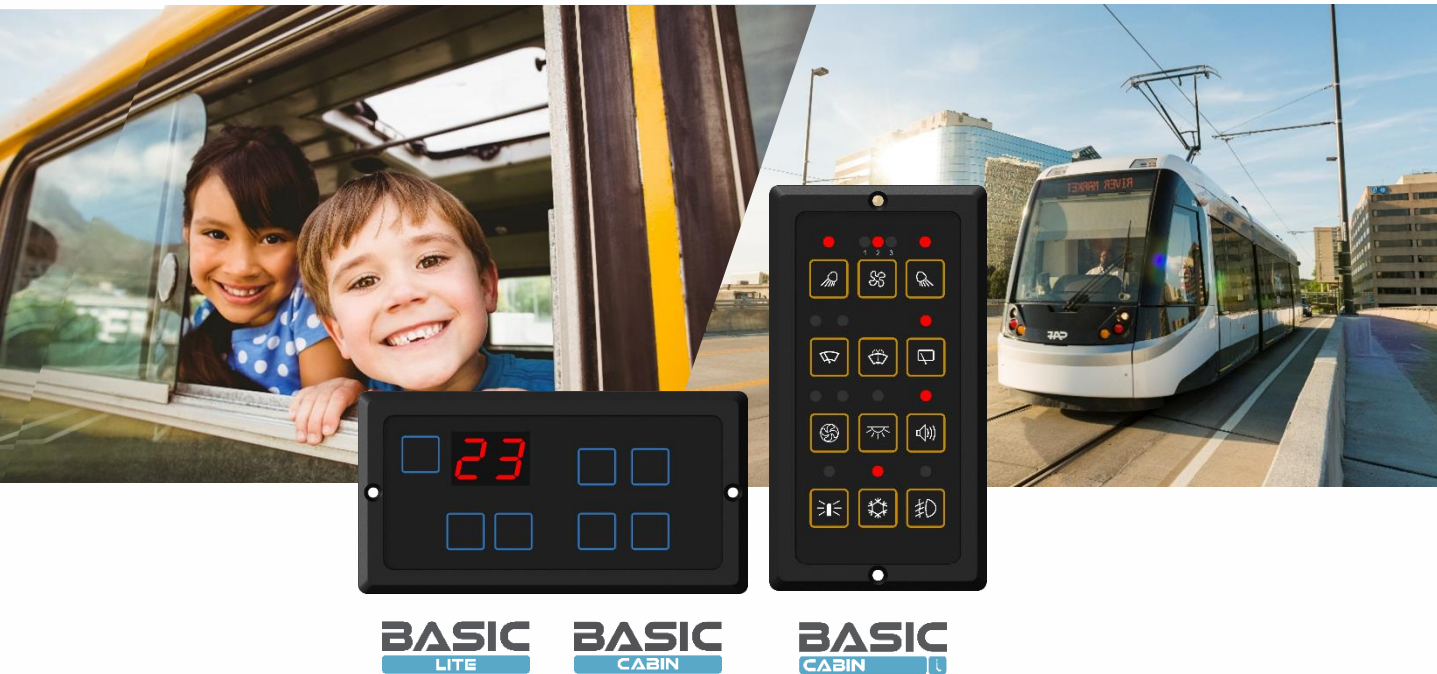 RIVER MARKET
CAF
23
1 2 3
BASIC
LITE
BASIC
CABIN
BASIC
CABIN l